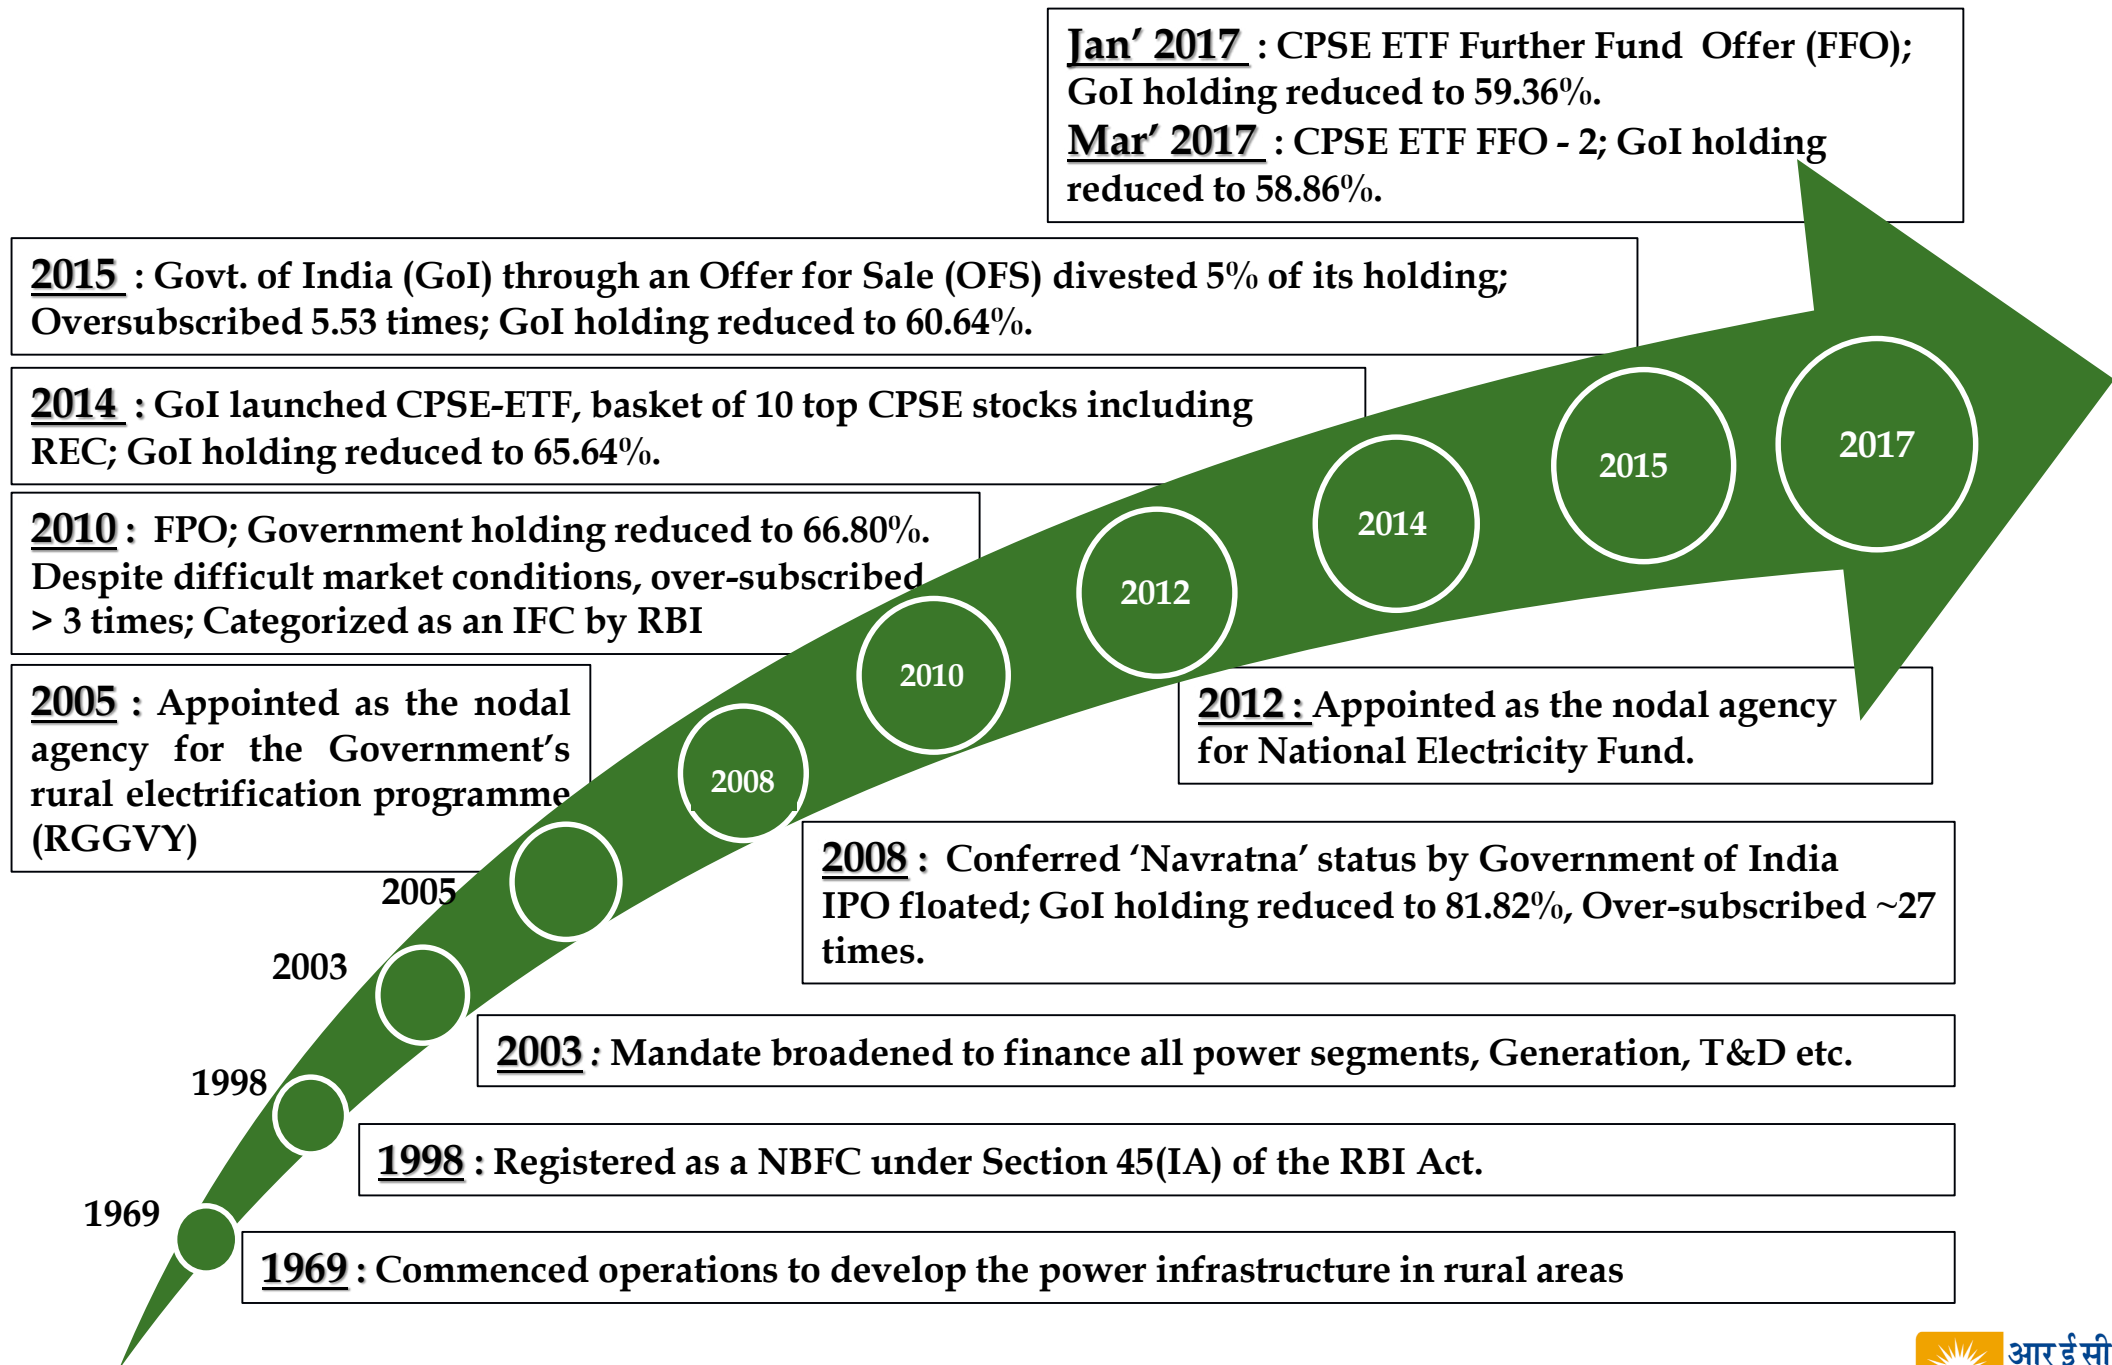 Jan’ 2017 : CPSE ETF Further Fund Offer (FFO);
GoI holding reduced to 59.36%.
Mar’ 2017 : CPSE ETF FFO - 2; GoI holding
reduced to 58.86%.
2015 : Govt. of India (GoI) through an Offer for Sale (OFS) divested 5% of its holding;
Oversubscribed 5.53 times; GoI holding reduced to 60.64%.
2014 : GoI launched CPSE-ETF, basket of 10 top CPSE stocks including
REC; GoI holding reduced to 65.64%.
2010 : FPO; Government holding reduced to 66.80%.
Despite difficult market conditions, over-subscribed
> 3 times; Categorized as an IFC by RBI
2005 : Appointed as the nodal
agency for the Government’s
rural electrification programme
(RGGVY)
2017
2015
2014
2012
2010
2008
2005
2003
1998
1969
2012 : Appointed as the nodal agency
for National Electricity Fund.
2008 : Conferred ‘Navratna’ status by Government of India
IPO floated; GoI holding reduced to 81.82%, Over-subscribed ~27
times.
2003 : Mandate broadened to finance all power segments, Generation, T&D etc.
1998 : Registered as a NBFC under Section 45(IA) of the RBI Act.
1969 : Commenced operations to develop the power infrastructure in rural areas
आर ई सी